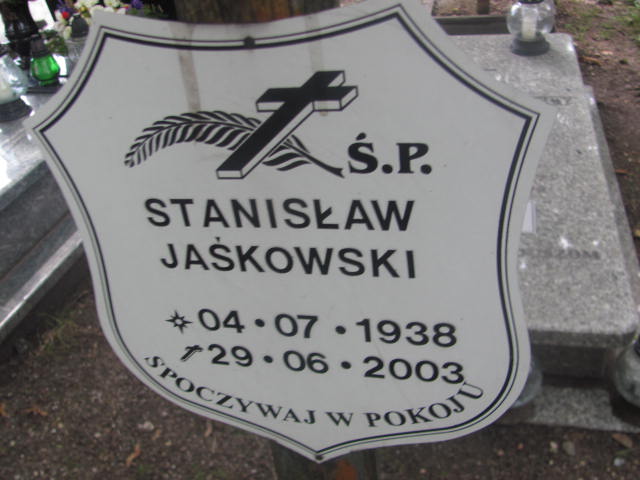 Ś.P.
STANISŁAW
JAŚKOWSKI
04•07•1938
29•06•2003
SPOCZYWAJ W POKOJU